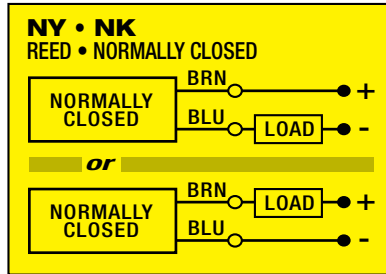 NY • NK
REED • NORMALLY CLOSED
NORMALLY
CLOSED
BRN
+
BLU
LOAD
-
or
NORMALLY
CLOSED
BRN
LOAD
+
BLU
-